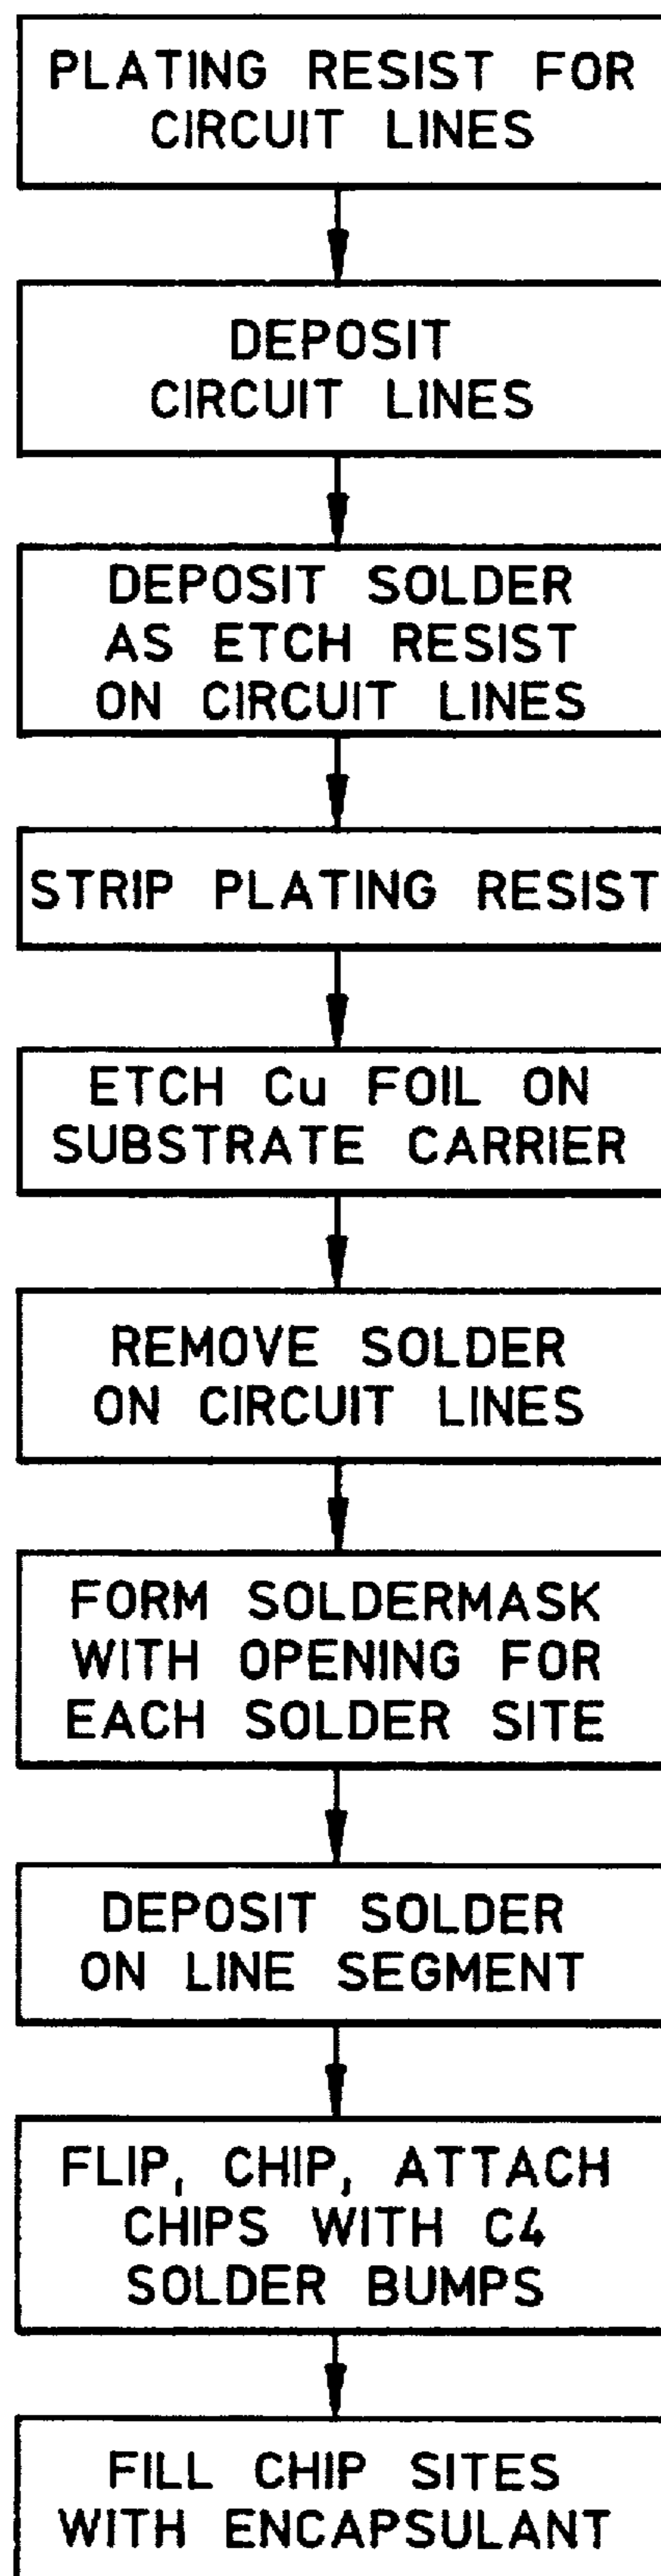 PLATING RESIST FOR
CIRCUIT LINES
DEPOSIT
CIRCUIT LINES
DEPOSIT SOLDER
AS ETCH RESIST
ON CIRCUIT LINES
STRIP PLATING RESIST
ETCH Cu FOIL ON
SUBSTRATE CARRIER
REMOVE SOLDER
ON CIRCUIT LINES
FORM SOLDERMASK
WITH OPENING FOR
EACH SOLDER SITE
DEPOSIT SOLDER
ON LINE SEGMENT
FLIP, CHIP, ATTACH
CHIPS WITH C4
SOLDER BUMPS
FILL CHIP SITES
WITH ENCAPSULANT